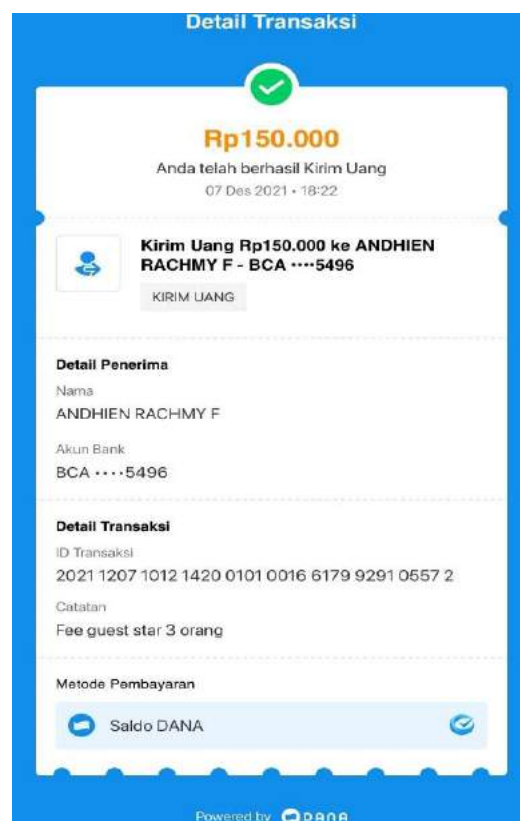 Detail Transaksi
Rp150.000
Anda telah berhasil Kirim Uang
07 Des 2021 • 18:22
Kirim Uang Rp150.000 ke ANDHIEN
RACHMY F - BCA ••••5496
KIRIM UANG
Detail Penerima
Nama
ANDHIEN RACHMY F
Akun Bank
BCA ••••5496
Detail Transaksi
ID Transaksi
2021 1207 1012 1420 0101 0016 6179 9291 0557 2
Catatan
Fee guest star 3 orang
Metode Pembayaran
Saldo DANA
Powered by DANA